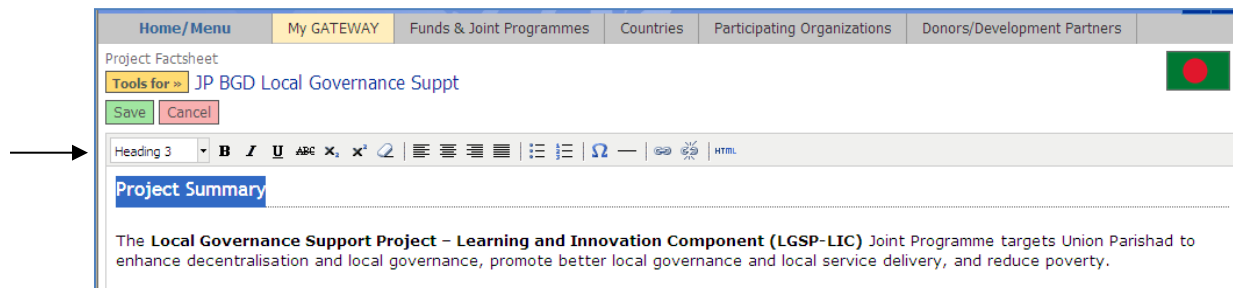 Home/Menu My GATEWAY Funds & Joint Programmes Countries Participating Organizations Donors/Development Partners
Project Factsheet
Tools for » JP BGD Local Governance Suppt
Save Cancel
Heading 3 B I U ABC X₂ X² Ω — HTML
Project Summary
The Local Governance Support Project – Learning and Innovation Component (LGSP-LIC) Joint Programme targets Union Parishad to
enhance decentralisation and local governance, promote better local governance and local service delivery, and reduce poverty.